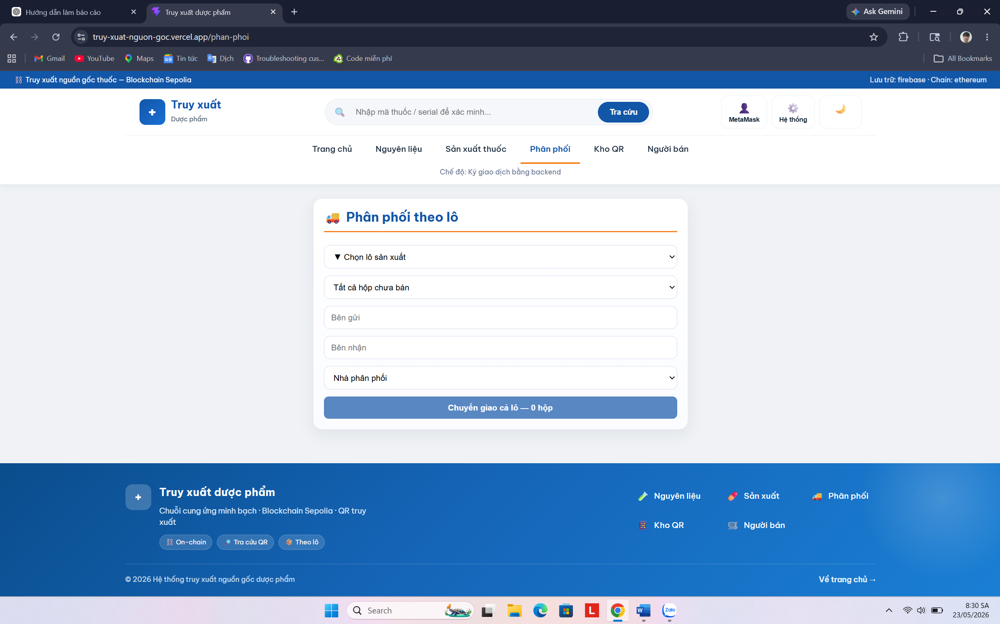 Hướng dẫn làm báo cáo
Truy xuất dược phẩm
Ask Gemini
truy-xuat-nguon-goc.vercel.app/phan-phoi
Gmail
YouTube
Maps
Tin tức
Dịch
Troubleshooting cus...
Code miễn phí
All Bookmarks
Truy xuất nguồn gốc thuốc — Blockchain Sepolia
Lưu trữ: firebase · Chain: ethereum
Truy xuất
Dược phẩm
Nhập mã thuốc / serial để xác minh...
Tra cứu
MetaMask
Hệ thống
Trang chủ
Nguyên liệu
Sản xuất thuốc
Phân phối
Kho QR
Người bán
Chế độ: Ký giao dịch bằng backend
Phân phối theo lô
▼ Chọn lô sản xuất
Tất cả hộp chưa bán
Bên gửi
Bên nhận
Nhà phân phối
Chuyển giao cả lô — 0 hộp
Truy xuất dược phẩm
Chuỗi cung ứng minh bạch · Blockchain Sepolia · QR truy
xuất
On-chain
Tra cứu QR
Theo lô
Nguyên liệu
Sản xuất
Phân phối
Kho QR
Người bán
© 2026 Hệ thống truy xuất nguồn gốc dược phẩm
Về trang chủ →
Search
L
W
Zalo
8:30 SA
23/05/2026